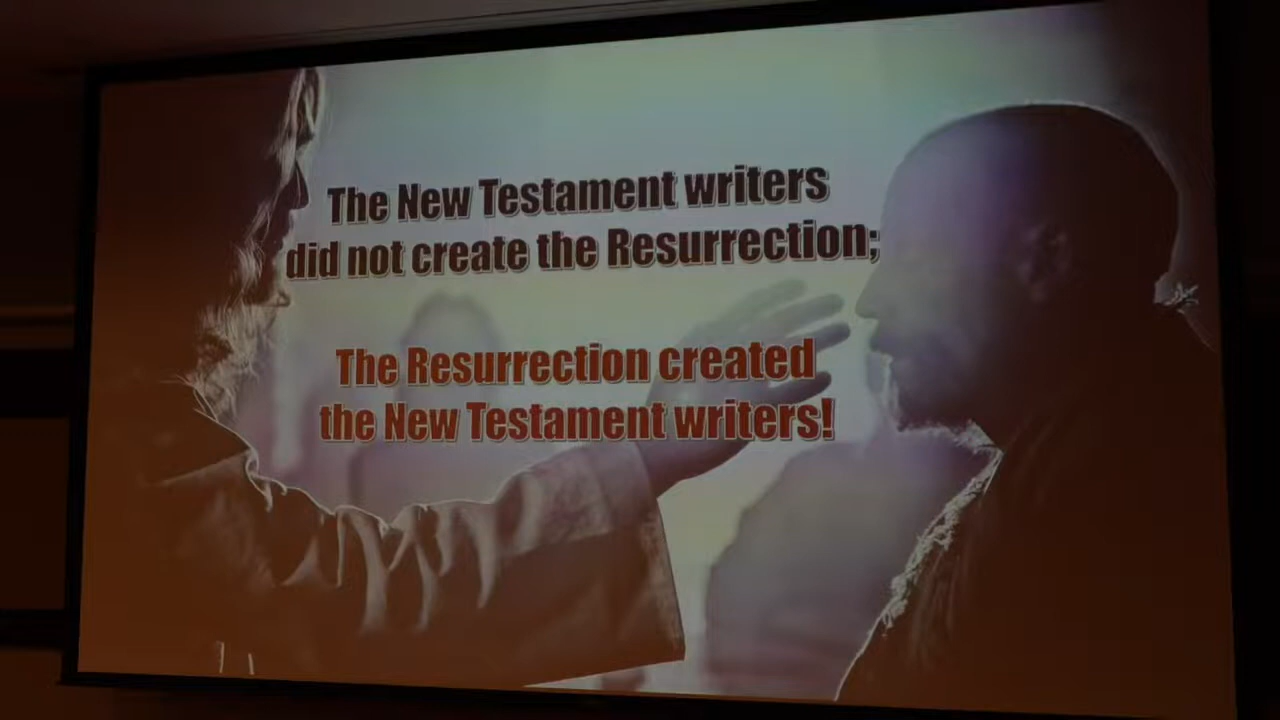 The New Testament writers
did not create the Resurrection;
The Resurrection created
the New Testament writers!